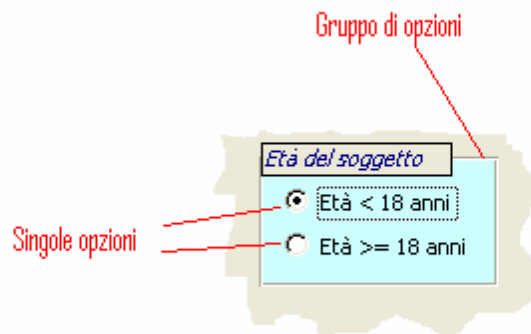 Gruppo di opzioni
Età del soggetto
Età < 18 anni
Singole opzioni
Età >= 18 anni